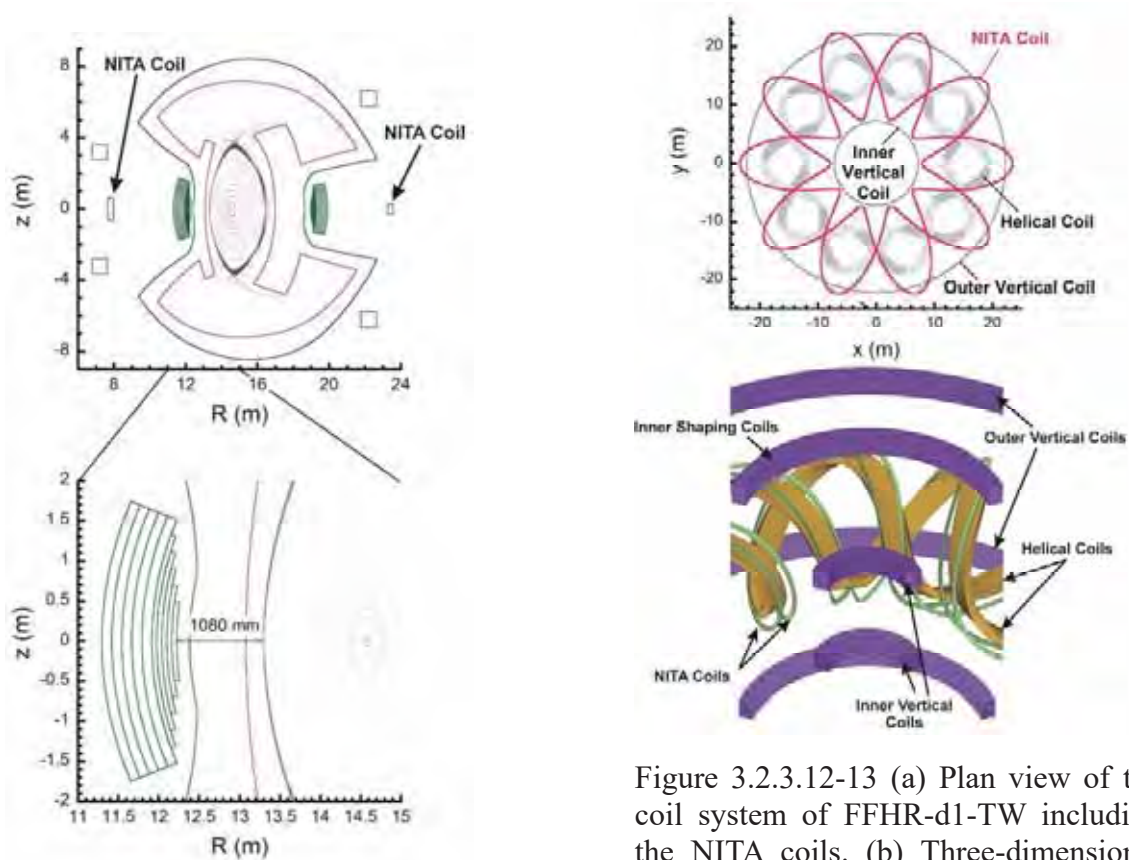 NITA Coil
NITA Coil
8
4
0
-4
-8
z (m)
8
12
16
20
24
R (m)
2
1.5
1
0.5
0
-0.5
-1
-1.5
-2
z (m)
1080 mm
11
11.5
12
12.5
13
13.5
14
14.5
15
R (m)
NITA Coil
20
10
0
-10
-20
y (m)
Inner
Vertical
Coil
Helical Coil
Outer Vertical Coil
-20
-10
0
10
20
x (m)
Inner Shaping Coils
Outer Vertical Coils
Helical Coils
NITA Coils
Inner Vertical
Coils
Figure 3.2.3.12-13 (a) Plan view of t
coil system of FFHR-d1-TW includi
the NITA coils. (b) Three-dimension